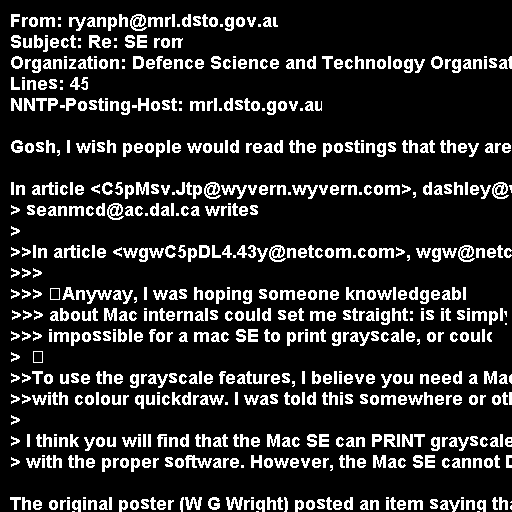 From: ryanph@mrl.dsto.gov.au
Subject: Re: SE rom
Organization: Defence Science and Technology Organisat
Lines: 45
NNTP-Posting-Host: mrl.dsto.gov.au
Gosh, I wish people would read the postings that they are
In article <C5pMsv.Jtp@wyvern.wyvern.com>, dashley@
> seanmcd@ac.dal.ca writes
>
>>In article <wgwC5pDL4.43y@netcom.com>, wgw@netc
>>>
>>> Anyway, I was hoping someone knowledgeabl
>>> about Mac internals could set me straight: is it simply
>>> impossible for a mac SE to print grayscale, or could
>
>>To use the grayscale features, I believe you need a Mac
>>with colour quickdraw. I was told this somewhere or oth
>
> I think you will find that the Mac SE can PRINT grayscale
> with the proper software. However, the Mac SE cannot D
The original poster (W G Wright) posted an item saying tha